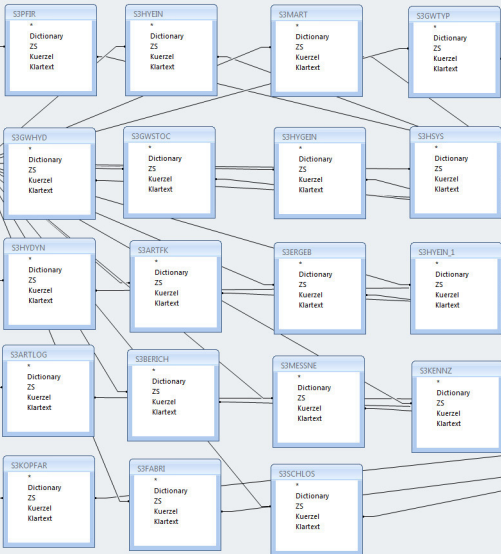 S3PFIR
*
Dictionary
ZS
Kuerzel
Klartext
S3HYEIN
*
Dictionary
ZS
Kuerzel
Klartext
S3MART
*
Dictionary
ZS
Kuerzel
Klartext
S3GWTYP
*
Dictionary
ZS
Kuerzel
Klartext
S3GWHYD
*
Dictionary
ZS
Kuerzel
Klartext
S3GWSTOC
*
Dictionary
ZS
Kuerzel
Klartext
S3HYGEIN
*
Dictionary
ZS
Kuerzel
Klartext
S3HSYS
*
Dictionary
ZS
Kuerzel
Klartext
S3HYDYN
*
Dictionary
ZS
Kuerzel
Klartext
S3ARTFK
*
Dictionary
ZS
Kuerzel
Klartext
S3ERGEB
*
Dictionary
ZS
Kuerzel
Klartext
S3HYEIN_1
*
Dictionary
ZS
Kuerzel
Klartext
S3ARTLOG
*
Dictionary
ZS
Kuerzel
Klartext
S3BERICH
*
Dictionary
ZS
Kuerzel
Klartext
S3MESSNE
*
Dictionary
ZS
Kuerzel
Klartext
S3KENNZ
*
Dictionary
ZS
Kuerzel
Klartext
S3KOPFAR
*
Dictionary
ZS
Kuerzel
Klartext
S3FABRI
*
Dictionary
ZS
Kuerzel
Klartext
S3SCHLOS
*
Dictionary
ZS
Kuerzel
Klartext